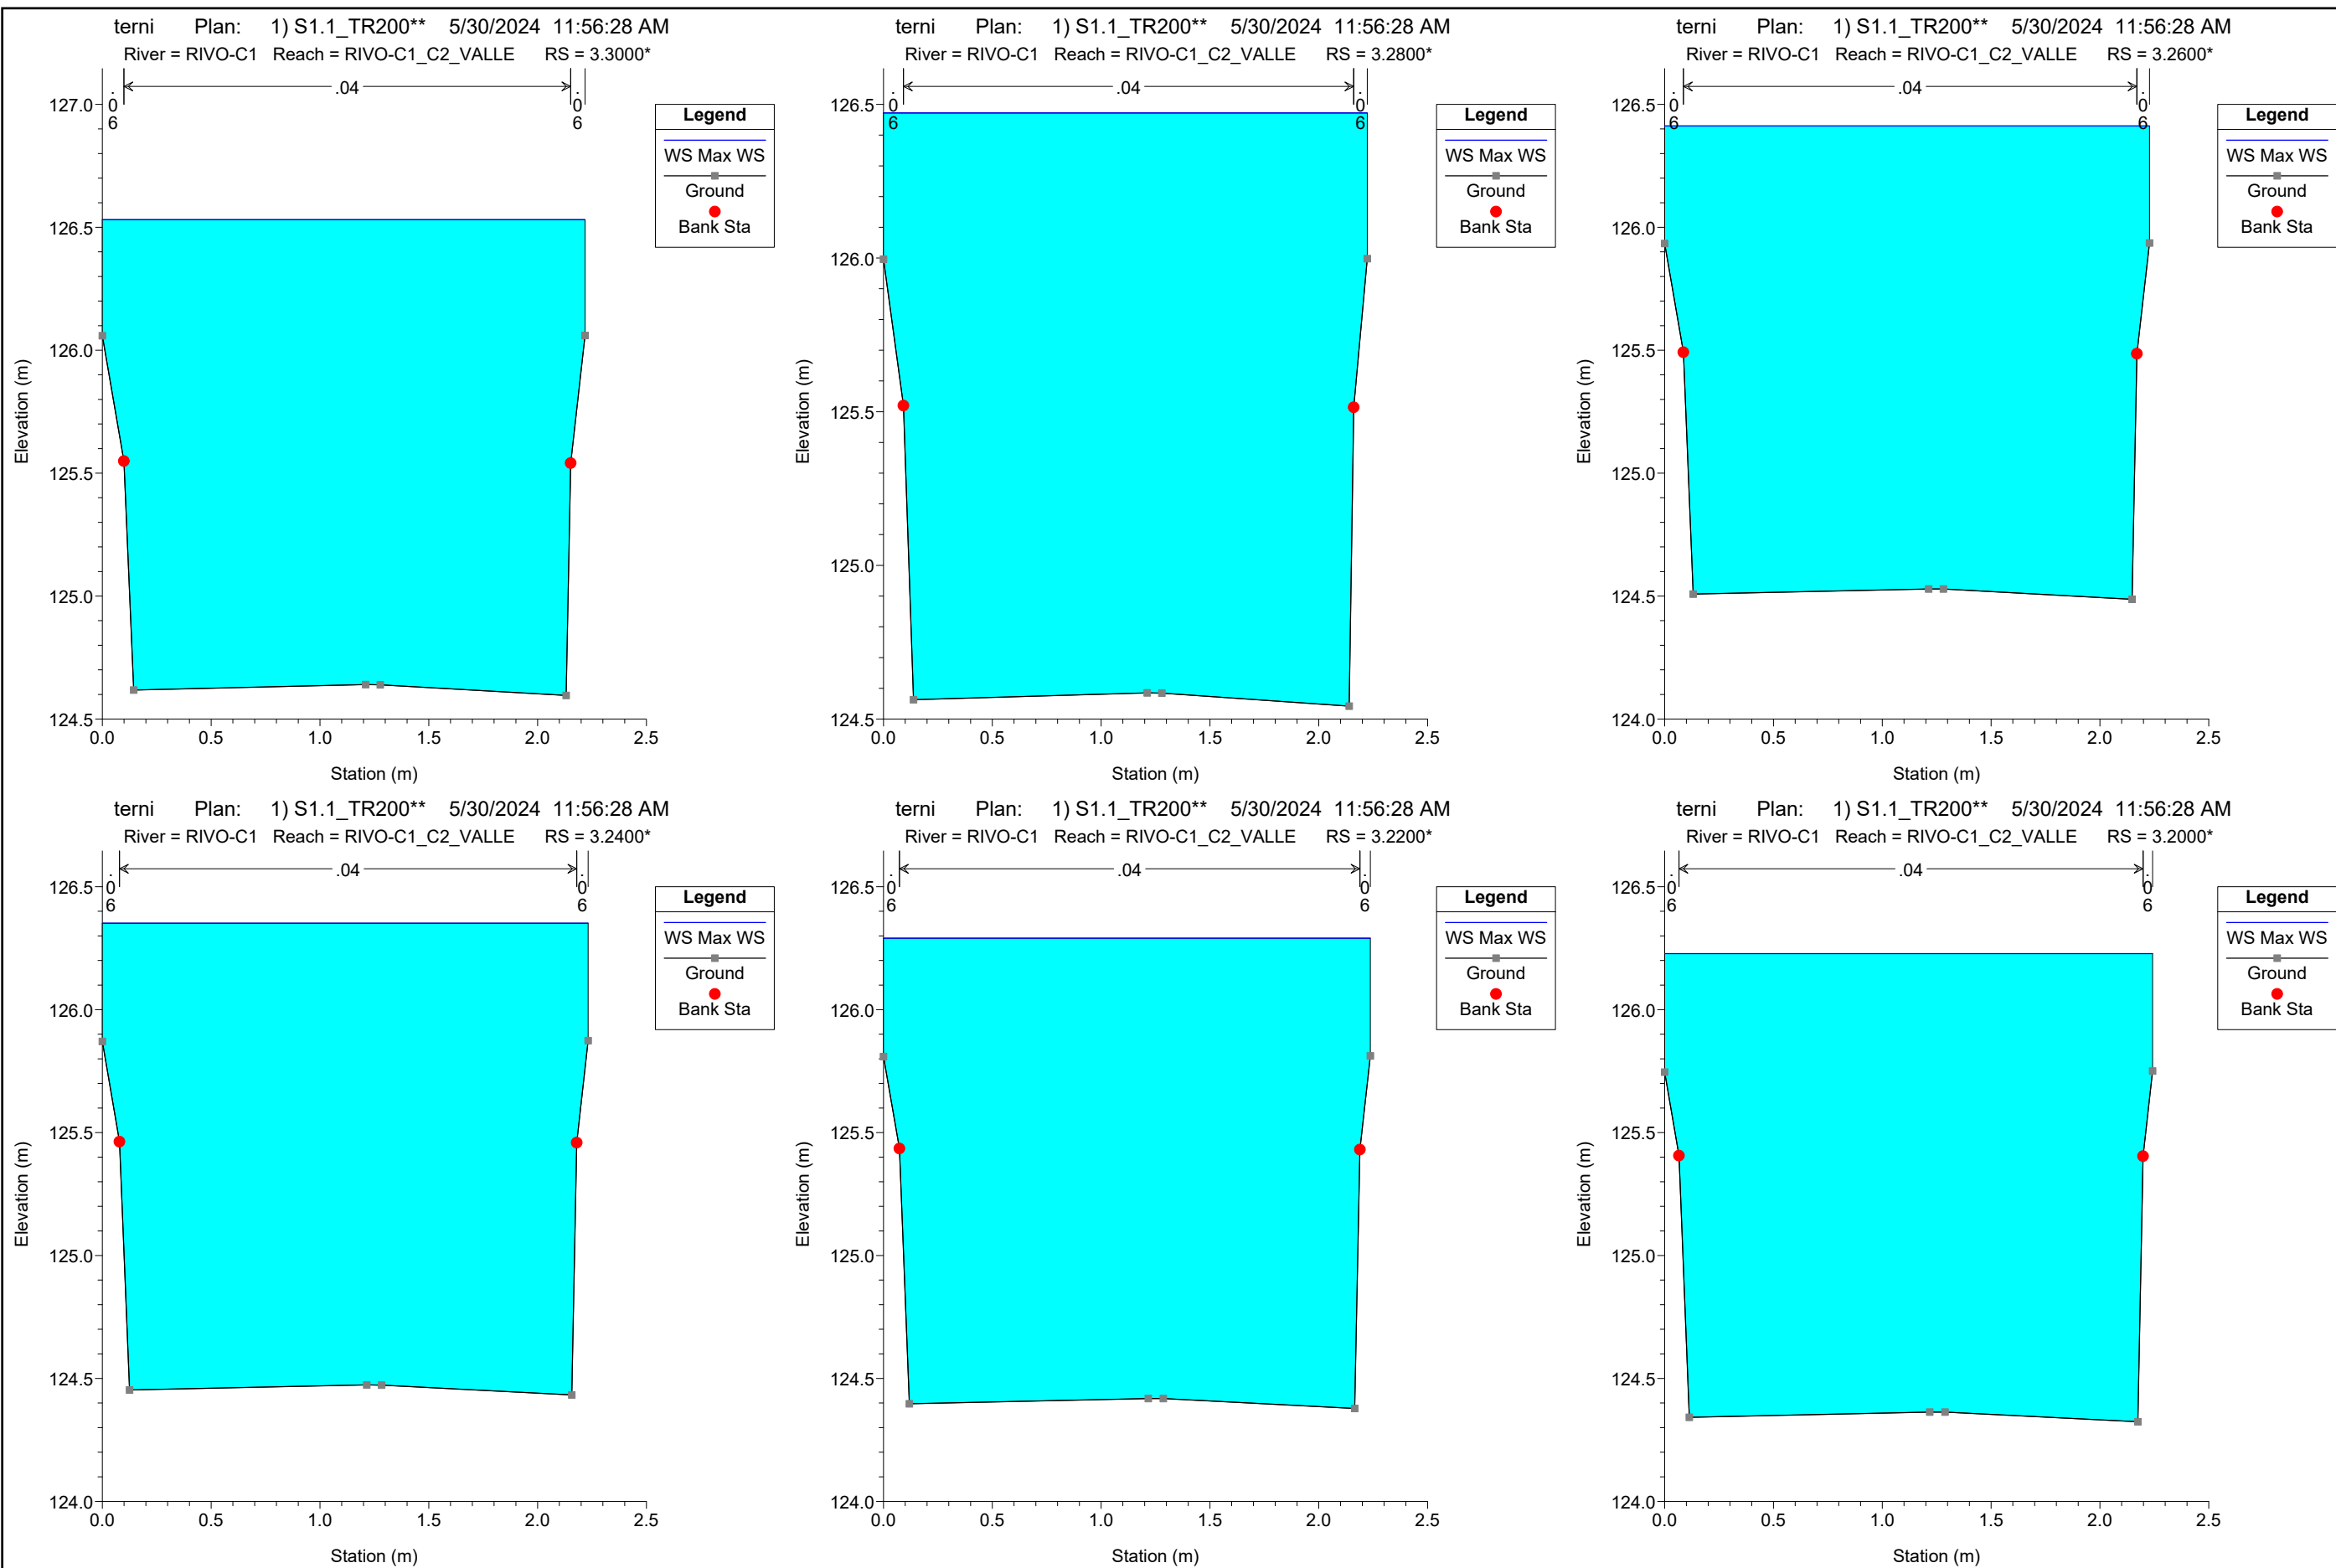 terni Plan: 1) S1.1_TR200** 5/30/2024 11:56:28 AM
River = RIVO-C1 Reach = RIVO-C1_C2_VALLE RS = 3.3000*
.06
.04
.06
127.0
126.5
126.0
125.5
125.0
124.5
Elevation (m)
0.0 0.5 1.0 1.5 2.0 2.5
Station (m)
Legend
WS Max WS
Ground
Bank Sta
terni Plan: 1) S1.1_TR200** 5/30/2024 11:56:28 AM
River = RIVO-C1 Reach = RIVO-C1_C2_VALLE RS = 3.2800*
.06
.04
.06
126.5
126.0
125.5
125.0
124.5
Elevation (m)
0.0 0.5 1.0 1.5 2.0 2.5
Station (m)
Legend
WS Max WS
Ground
Bank Sta
terni Plan: 1) S1.1_TR200** 5/30/2024 11:56:28 AM
River = RIVO-C1 Reach = RIVO-C1_C2_VALLE RS = 3.2600*
.06
.04
.06
126.5
126.0
125.5
125.0
124.5
124.0
Elevation (m)
0.0 0.5 1.0 1.5 2.0 2.5
Station (m)
Legend
WS Max WS
Ground
Bank Sta
terni Plan: 1) S1.1_TR200** 5/30/2024 11:56:28 AM
River = RIVO-C1 Reach = RIVO-C1_C2_VALLE RS = 3.2400*
.06
.04
.06
126.5
126.0
125.5
125.0
124.5
124.0
Elevation (m)
0.0 0.5 1.0 1.5 2.0 2.5
Station (m)
Legend
WS Max WS
Ground
Bank Sta
terni Plan: 1) S1.1_TR200** 5/30/2024 11:56:28 AM
River = RIVO-C1 Reach = RIVO-C1_C2_VALLE RS = 3.2200*
.06
.04
.06
126.5
126.0
125.5
125.0
124.5
124.0
Elevation (m)
0.0 0.5 1.0 1.5 2.0 2.5
Station (m)
Legend
WS Max WS
Ground
Bank Sta
terni Plan: 1) S1.1_TR200** 5/30/2024 11:56:28 AM
River = RIVO-C1 Reach = RIVO-C1_C2_VALLE RS = 3.2000*
.06
.04
.06
126.5
126.0
125.5
125.0
124.5
124.0
Elevation (m)
0.0 0.5 1.0 1.5 2.0 2.5
Station (m)
Legend
WS Max WS
Ground
Bank Sta